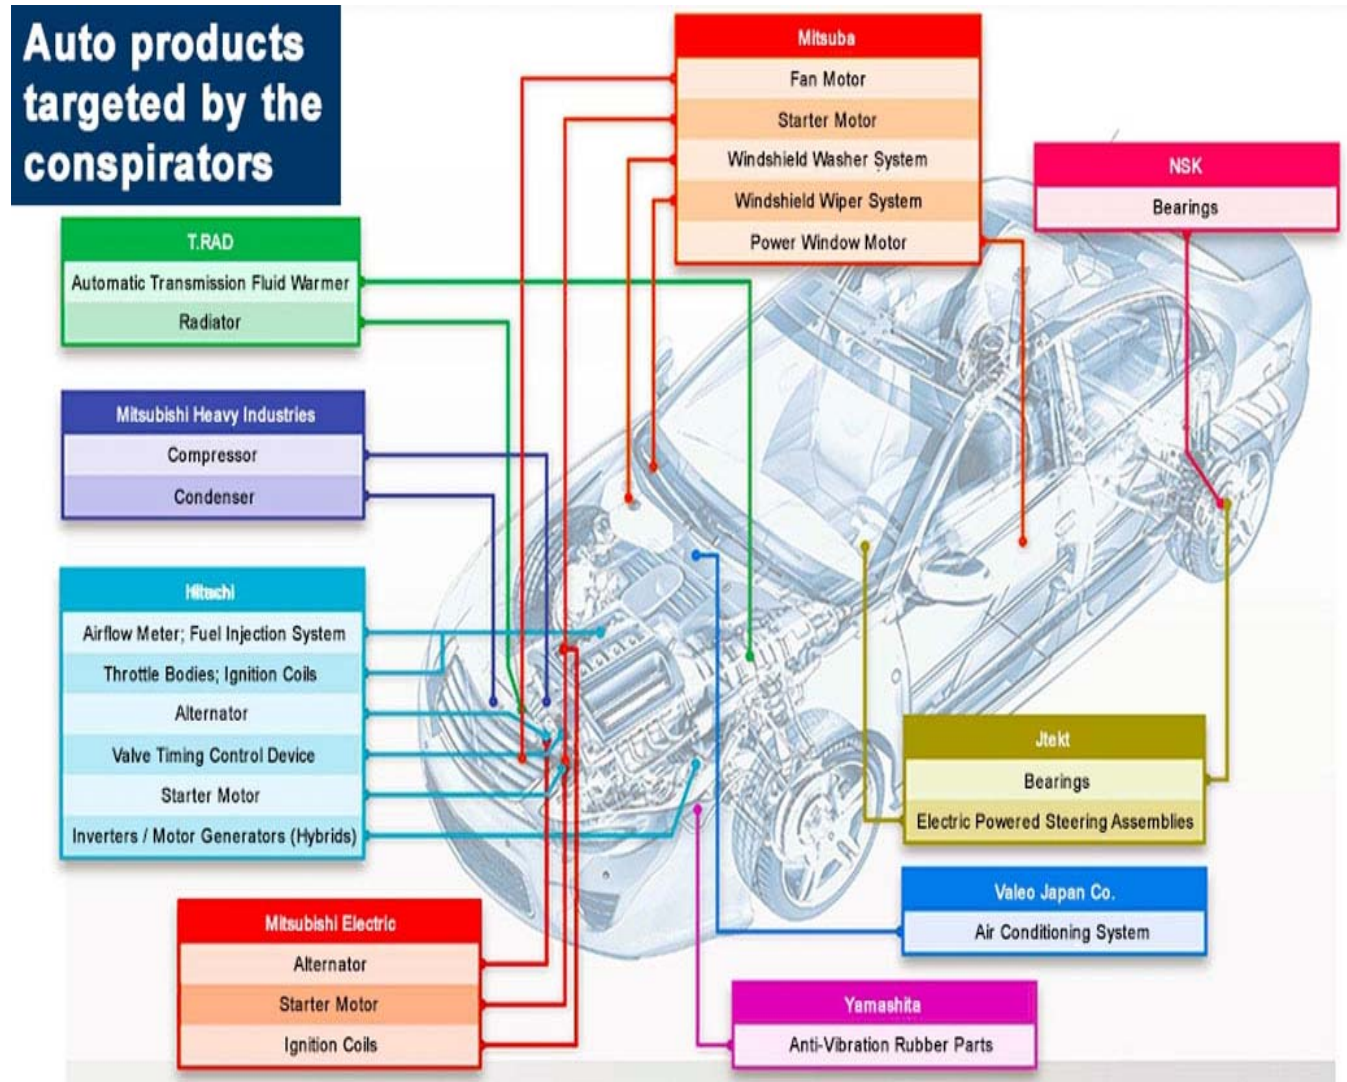 Auto products
targeted by the
conspirators
Mitsuba
Fan Motor
Starter Motor
Windshield Washer System
Windshield Wiper System
Power Window Motor
NSK
Bearings
T.RAD
Automatic Transmission Fluid Warmer
Radiator
Mitsubishi Heavy Industries
Compressor
Condenser
Hitachi
Airflow Meter; Fuel Injection System
Throttle Bodies; Ignition Coils
Alternator
Valve Timing Control Device
Starter Motor
Inverters / Motor Generators (Hybrids)
Jtekt
Bearings
Electric Powered Steering Assemblies
Valeo Japan Co.
Air Conditioning System
Mitsubishi Electric
Alternator
Starter Motor
Ignition Coils
Yamashita
Anti-Vibration Rubber Parts